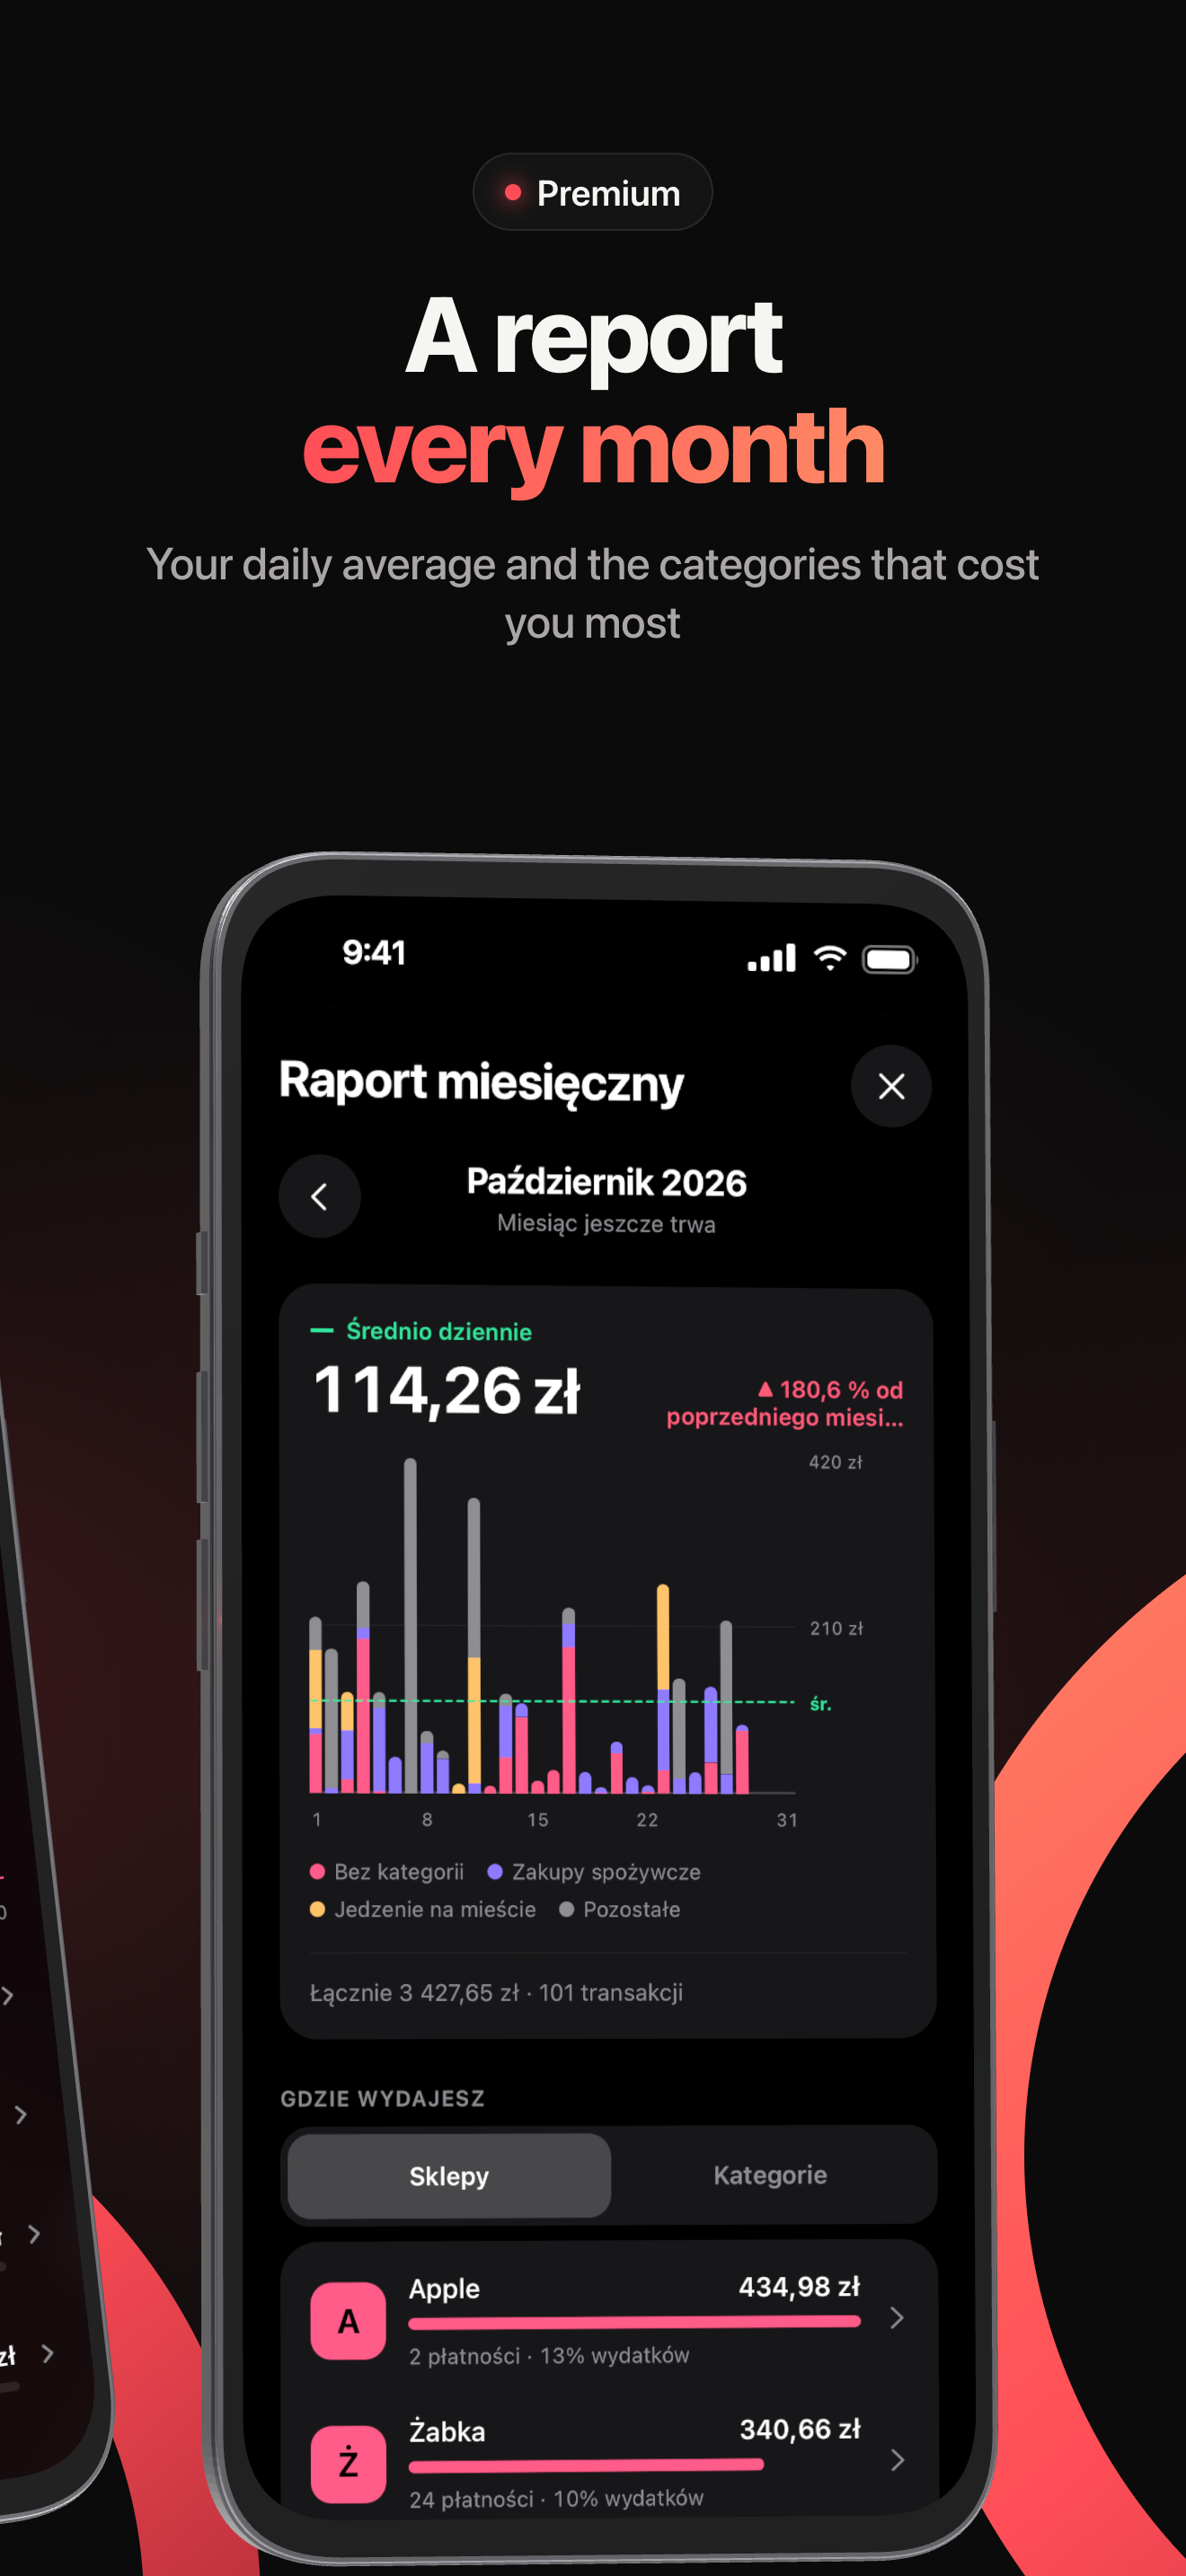 Premium
A report
every month
Your daily average and the categories that cost
you most
9:41
Raport miesięczny
Październik 2026
Miesiąc jeszcze trwa
Średnio dziennie
114,26 zł
▲ 180,6 % od
poprzedniego miesi...
420 zł
210 zł
śr.
1 8 15 22 31
Bez kategorii Zakupy spożywcze
Jedzenie na mieście Pozostałe
Łącznie 3 427,65 zł · 101 transakcji
GDZIE WYDAJESZ
Sklepy Kategorie
A Apple 434,98 zł
2 płatności · 13% wydatków
Ż Żabka 340,66 zł
24 płatności · 10% wydatków
zł